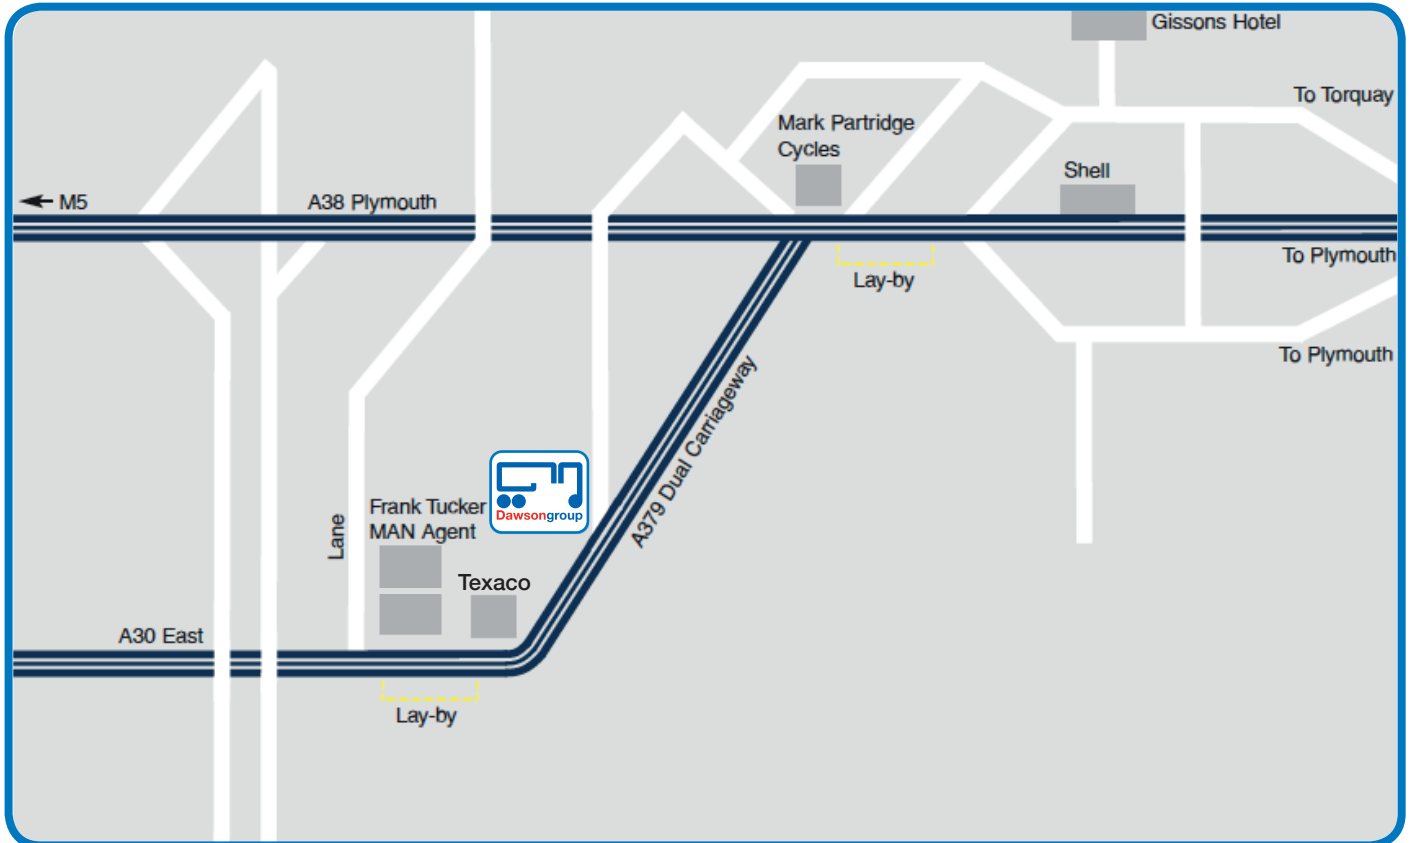 Gissons Hotel
To Torquay
Mark Partridge
Cycles
Shell
M5
A38 Plymouth
To Plymouth
Lay-by
To Plymouth
A379 Dual Carriageway
Dawsongroup
Frank Tucker
MAN Agent
Lane
Texaco
A30 East
Lay-by